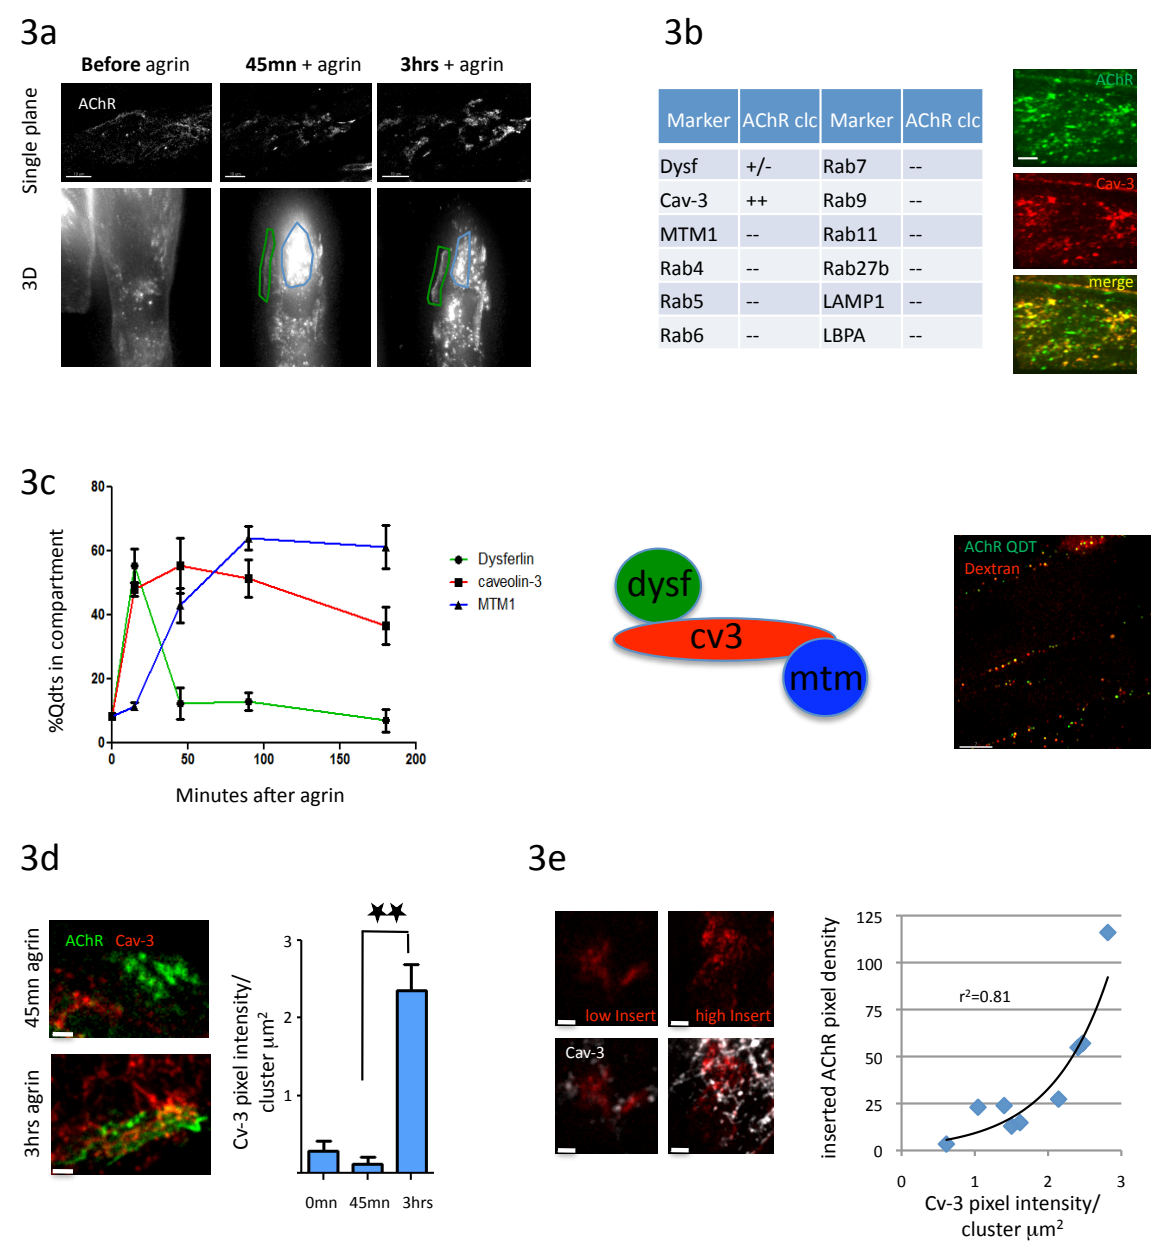 3a
Before agrin
45mn + agrin
3hrs + agrin
Single plane
AChR
3D
3b
Marker AChR clc Marker AChR clc
Dysf +/- Rab7 --
Cav-3 ++ Rab9 --
MTM1 -- Rab11 --
Rab4 -- Rab27b --
Rab5 -- LAMP1 --
Rab6 -- LBPA --
AChR
Cav-3
merge
3c
%Qdts in compartment
80
60
40
20
0
0 50 100 150 200
Minutes after agrin
Dysferlin
caveolin-3
MTM1
dysf
cv3
mtm
AChR QDT
Dextran
3d
45mn agrin
AChR Cav-3
3hrs agrin
Cv-3 pixel intensity/
cluster µm²
3
2
1
0mn 45mn 3hrs
3e
low Insert
high Insert
Cav-3
inserted AChR pixel density
125
100
75
50
25
0
r²=0.81
0 1 2 3
Cv-3 pixel intensity/
cluster µm²